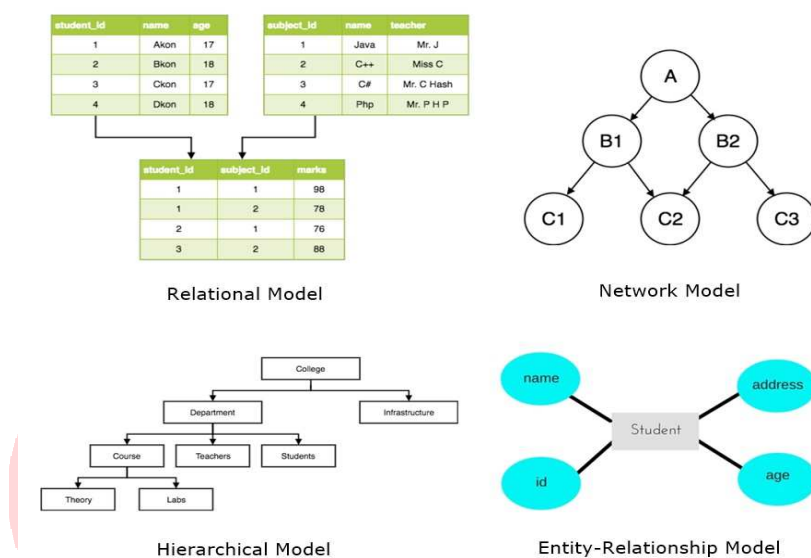 student_id name age
1 Akon 17
2 Bkon 18
3 Ckon 17
4 Dkon 18
subject_id name teacher
1 Java Mr. J
2 C++ Miss C
3 C# Mr. C Hash
4 Php Mr. P H P
student_id subject_id marks
1 1 98
1 2 78
2 1 76
3 2 88
Relational Model
A
B1 B2
C1 C2 C3
Network Model
College
Department Infrastructure
Course Teachers Students
Theory Labs
Hierarchical Model
name address
Student
id age
Entity-Relationship Model